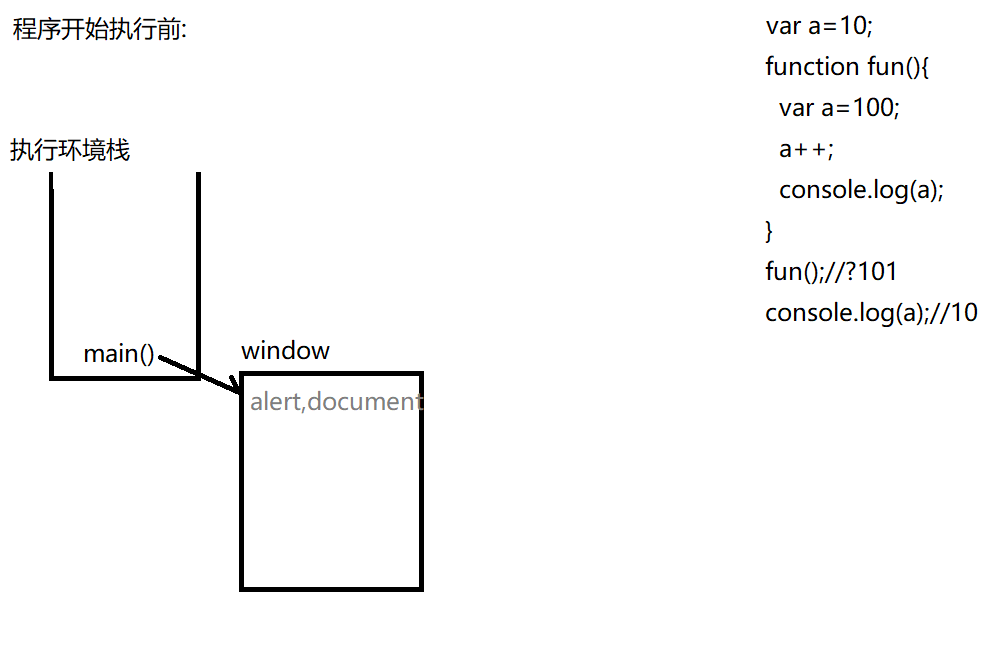 程序开始执行前:
执行环境栈
main()
window
alert,document
var a=10;
function fun(){
var a=100;
a++;
console.log(a);
}
fun();//?101
console.log(a);//10